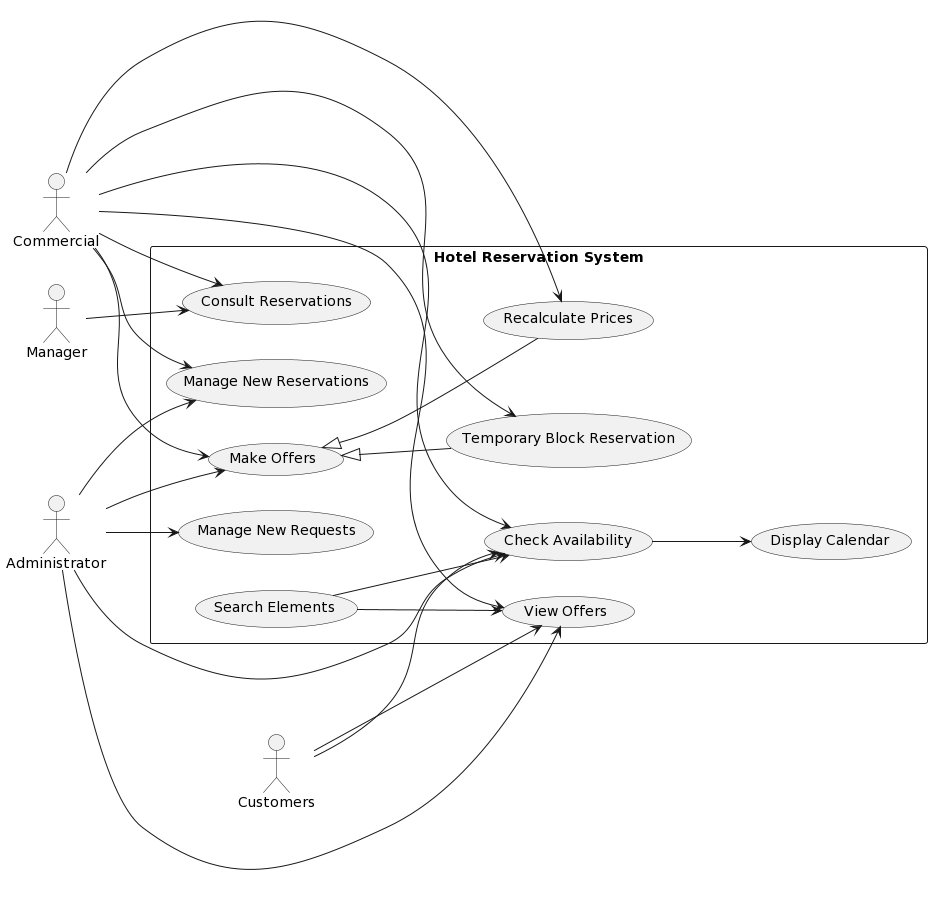 Hotel Reservation System
Commercial
Manager
Administrator
Customers
Consult Reservations
Manage New Reservations
Make Offers
Manage New Requests
Search Elements
Recalculate Prices
Temporary Block Reservation
Check Availability
View Offers
Display Calendar